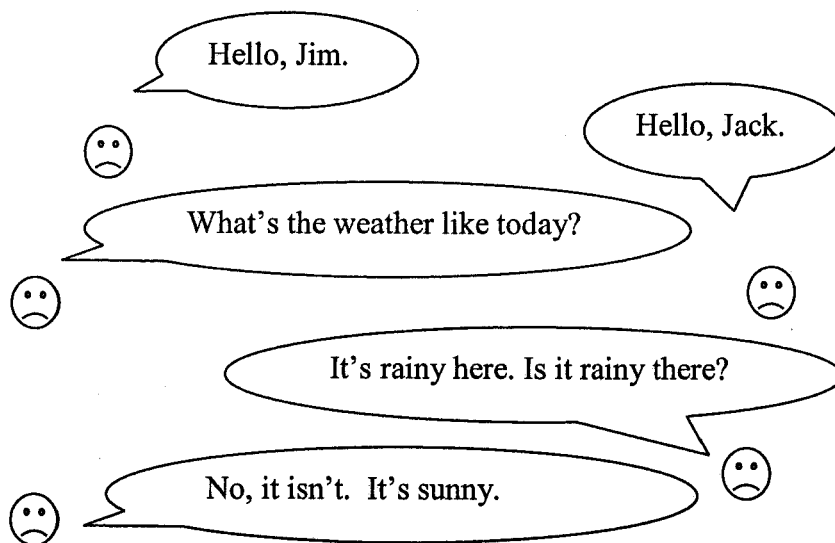 Hello, Jim.
Hello, Jack.
What's the weather like today?
It's rainy here. Is it rainy there?
No, it isn't.  It's sunny.